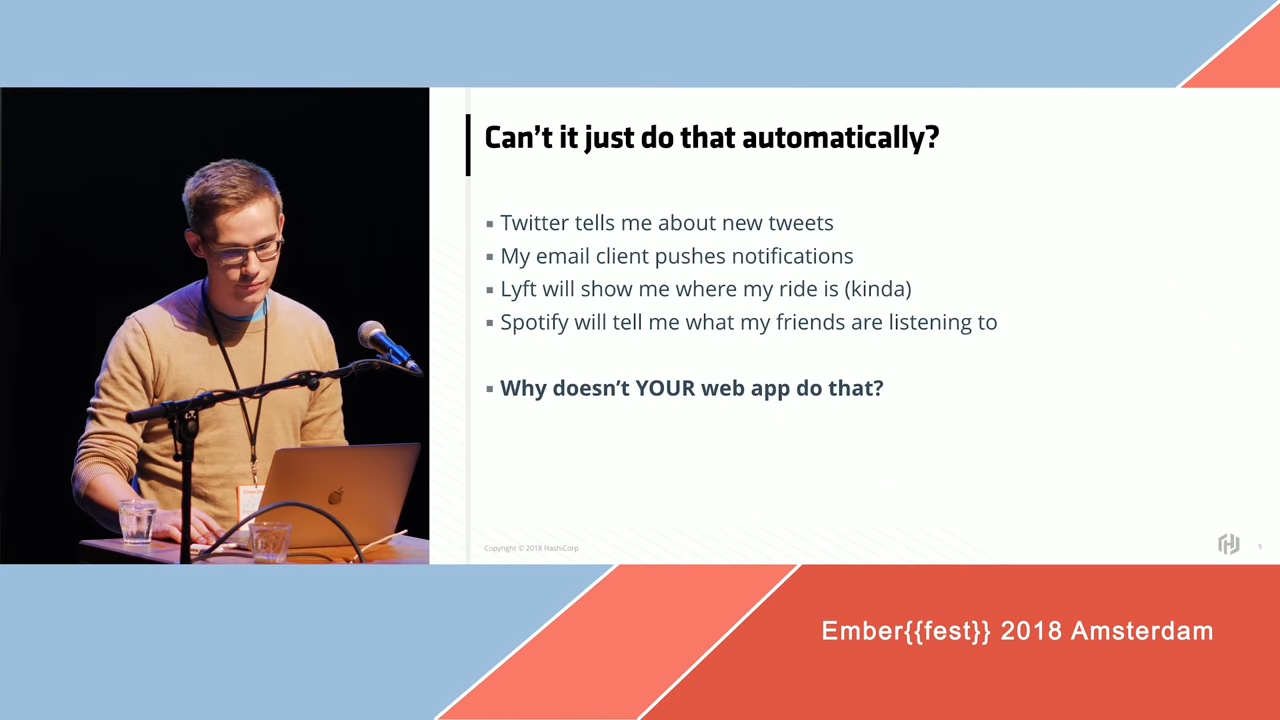 Can't it just do that automatically?
▪ Twitter tells me about new tweets
▪ My email client pushes notifications
▪ Lyft will show me where my ride is (kinda)
▪ Spotify will tell me what my friends are listening to
▪ Why doesn't YOUR web app do that?
Copyright © 2018 HashiCorp
9
Ember{{fest}} 2018 Amsterdam